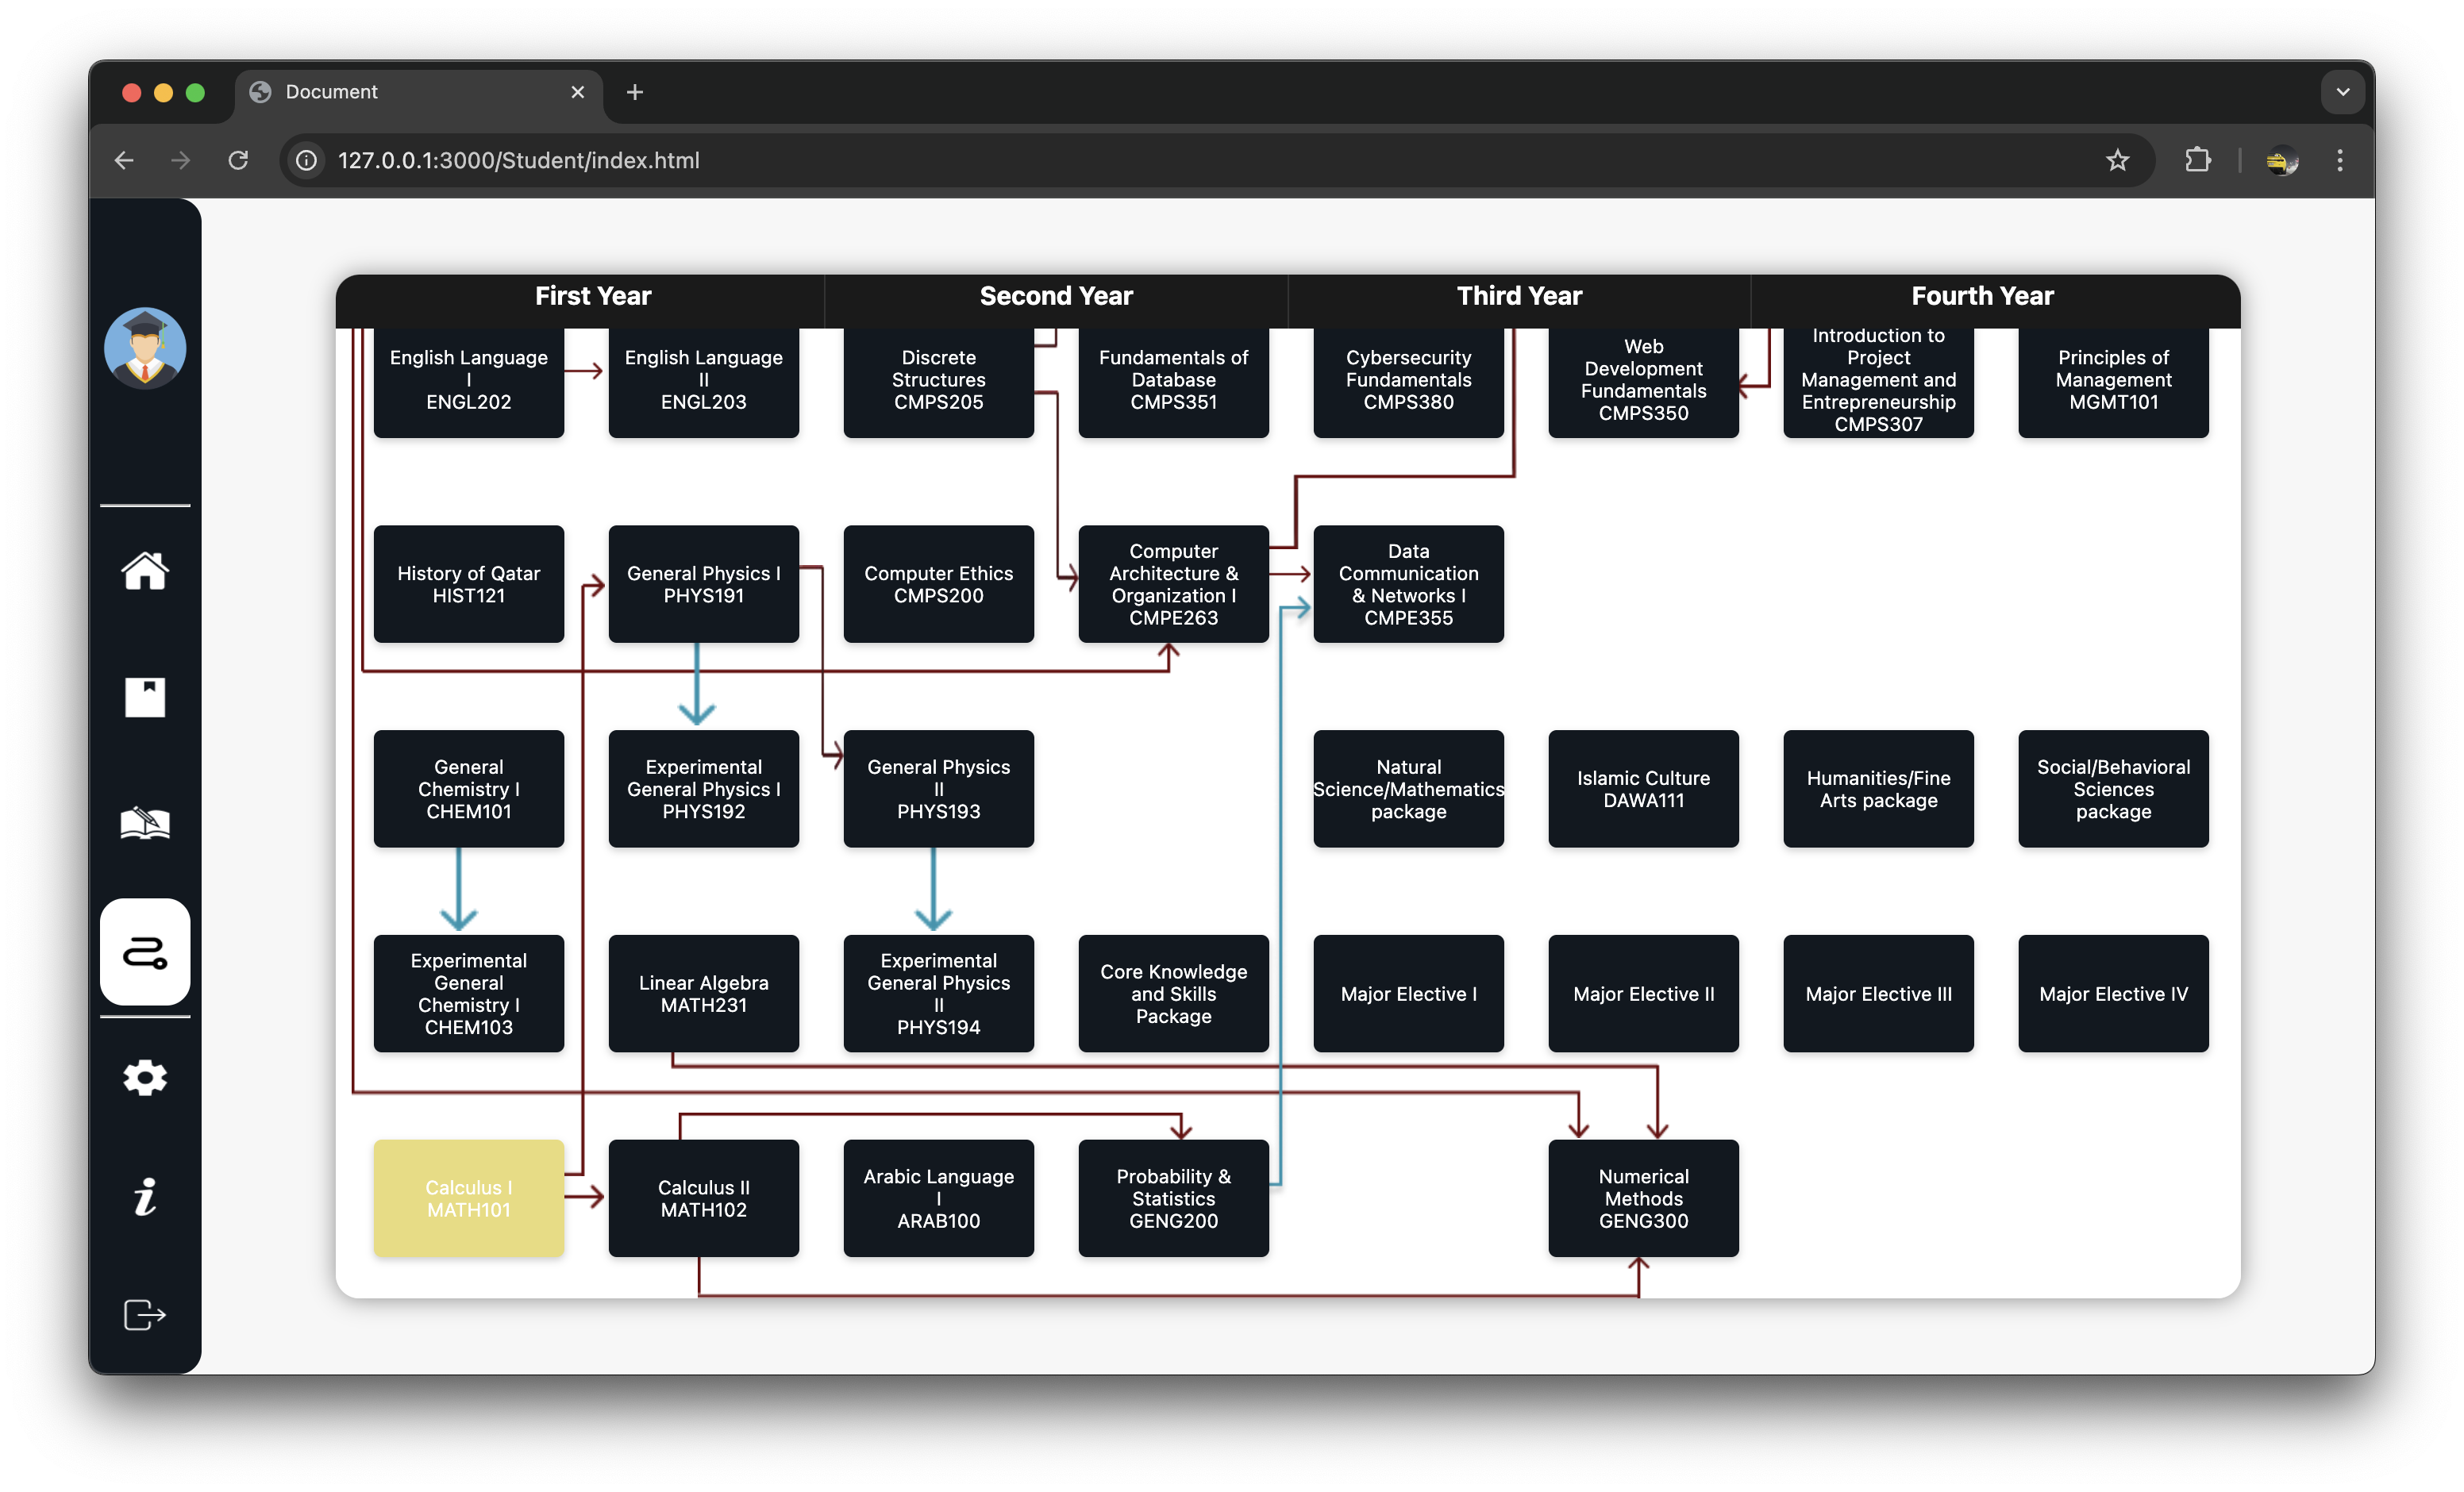 Document
127.0.0.1:3000/Student/index.html
First Year
Second Year
Third Year
Fourth Year
English Language
I
ENGL202
English Language
II
ENGL203
Discrete
Structures
CMPS205
Fundamentals of
Database
CMPS351
Cybersecurity
Fundamentals
CMPS380
Web
Development
Fundamentals
CMPS350
Introduction to
Project
Management and
Entrepreneurship
CMPS307
Principles of
Management
MGMT101
History of Qatar
HIST121
General Physics I
PHYS191
Computer Ethics
CMPS200
Computer
Architecture &
Organization I
CMPE263
Data
Communication
& Networks I
CMPE355
General
Chemistry I
CHEM101
Experimental
General Physics I
PHYS192
General Physics
II
PHYS193
Natural
Science/Mathematics
package
Islamic Culture
DAWA111
Humanities/Fine
Arts package
Social/Behavioral
Sciences
package
Experimental
General
Chemistry I
CHEM103
Linear Algebra
MATH231
Experimental
General Physics
II
PHYS194
Core Knowledge
and Skills
Package
Major Elective I
Major Elective II
Major Elective III
Major Elective IV
Calculus I
MATH101
Calculus II
MATH102
Arabic Language
I
ARAB100
Probability &
Statistics
GENG200
Numerical
Methods
GENG300